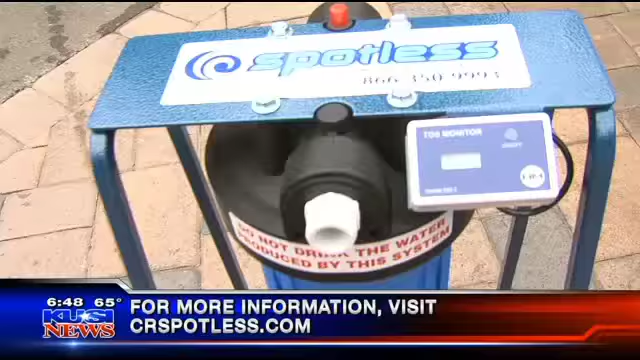 spotless
866-350-9993
TDS MONITOR
DO NOT DRINK THE WATER
PRODUCED BY THIS SYSTEM
6:48 65°
KUSI
NEWS
FOR MORE INFORMATION, VISIT
CRSPOTLESS.COM